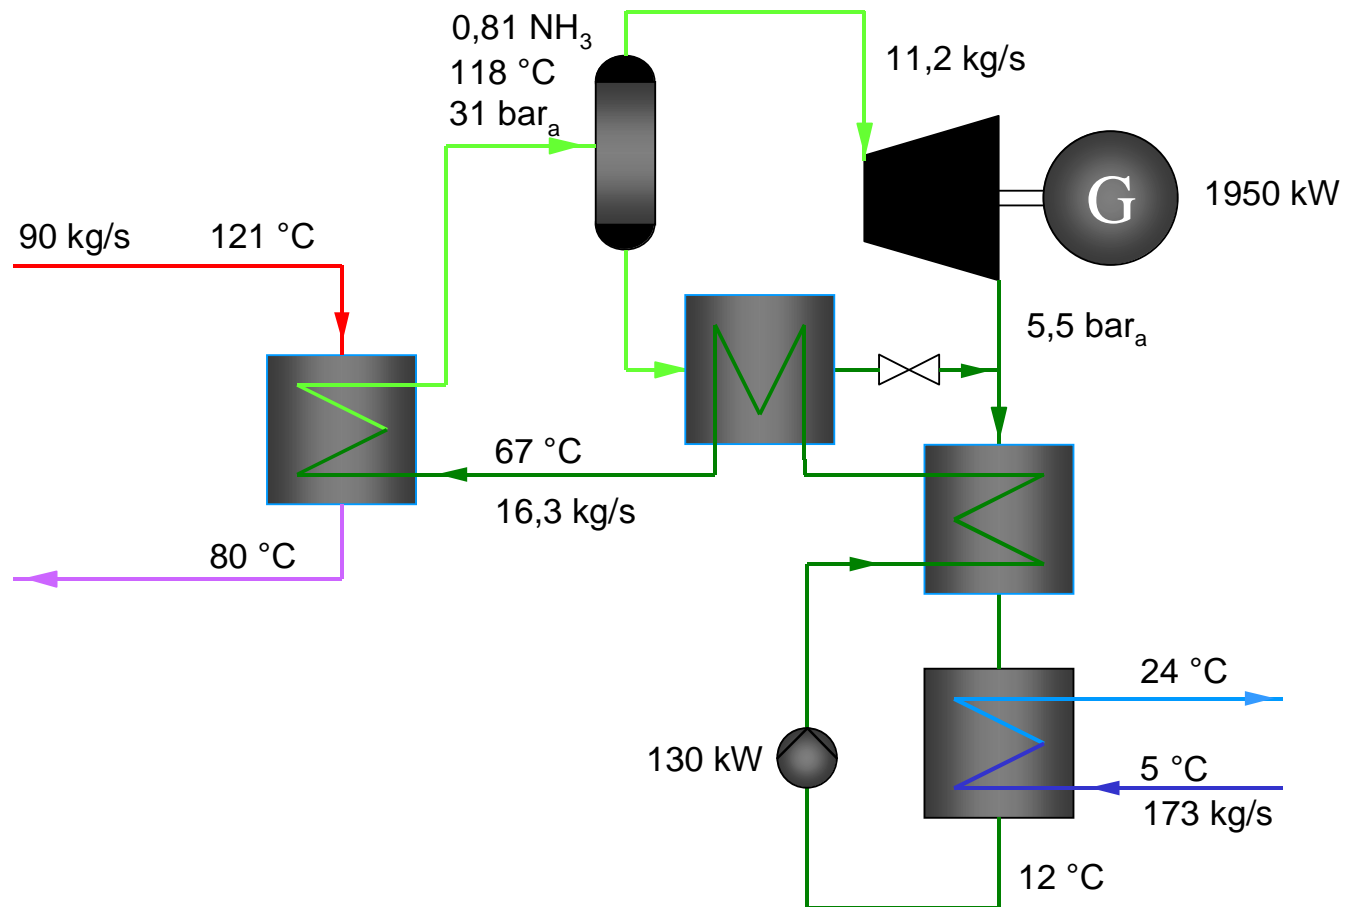 0,81 NH₃
118 °C
31 barₐ
11,2 kg/s
G
1950 kW
90 kg/s 121 °C
5,5 barₐ
67 °C
16,3 kg/s
80 °C
24 °C
130 kW
5 °C
173 kg/s
12 °C